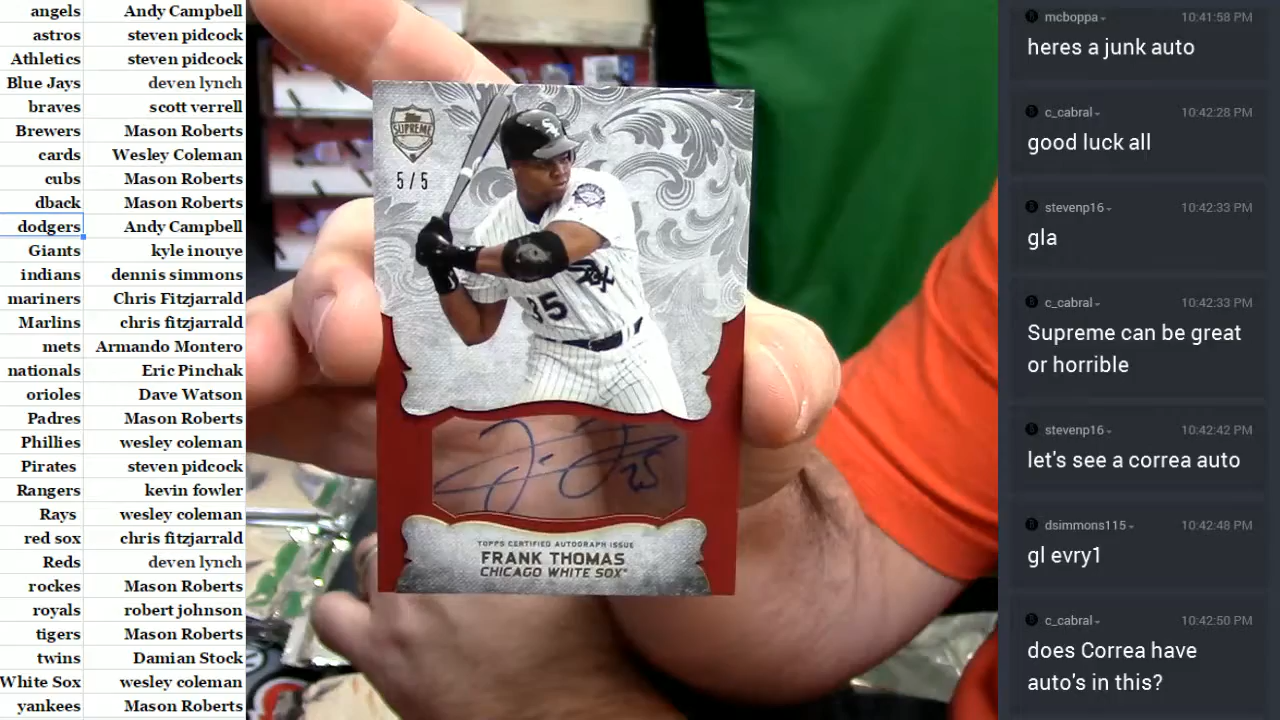 angels Andy Campbell
astros steven pidcock
Athletics steven pidcock
Blue Jays deven lynch
braves scott verrell
Brewers Mason Roberts
cards Wesley Coleman
cubs Mason Roberts
dback Mason Roberts
dodgers Andy Campbell
Giants kyle inouye
indians dennis simmons
mariners Chris Fitzjarrald
Marlins chris fitzjarrald
mets Armando Montero
nationals Eric Pinchak
orioles Dave Watson
Padres Mason Roberts
Phillies wesley coleman
Pirates steven pidcock
Rangers kevin fowler
Rays wesley coleman
red sox chris fitzjarrald
Reds deven lynch
rockes Mason Roberts
royals robert johnson
tigers Mason Roberts
twins Damian Stock
White Sox wesley coleman
yankees Mason Roberts
topps
SUPREME
5/5
Sox
35
35
TOPPS CERTIFIED AUTOGRAPH ISSUE
FRANK THOMAS
CHICAGO WHITE SOX
mcboppa 10:41:58 PM
heres a junk auto
c_cabral 10:42:28 PM
good luck all
stevenp16 10:42:33 PM
gla
c_cabral 10:42:33 PM
Supreme can be great
or horrible
stevenp16 10:42:42 PM
let's see a correa auto
dsimmons115 10:42:48 PM
gl evry1
c_cabral 10:42:50 PM
does Correa have
auto's in this?